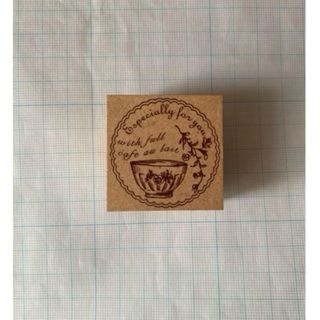 Especially for you
with full
cafe au lait